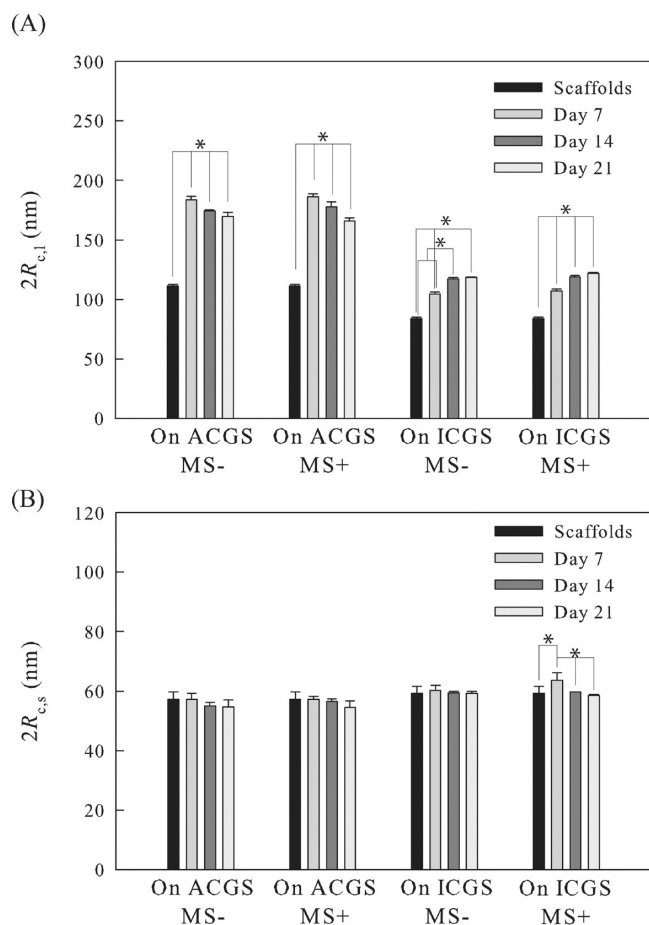 (A)
300
250
200
150
100
50
0
2Rc,l (nm)
Scaffolds
Day 7
Day 14
Day 21
*
*
*
*
*
On ACGS On ACGS On ICGS On ICGS
MS- MS+ MS- MS+
(B)
120
100
80
60
40
20
0
2Rc,s (nm)
Scaffolds
Day 7
Day 14
Day 21
*
*
On ACGS On ACGS On ICGS On ICGS
MS- MS+ MS- MS+